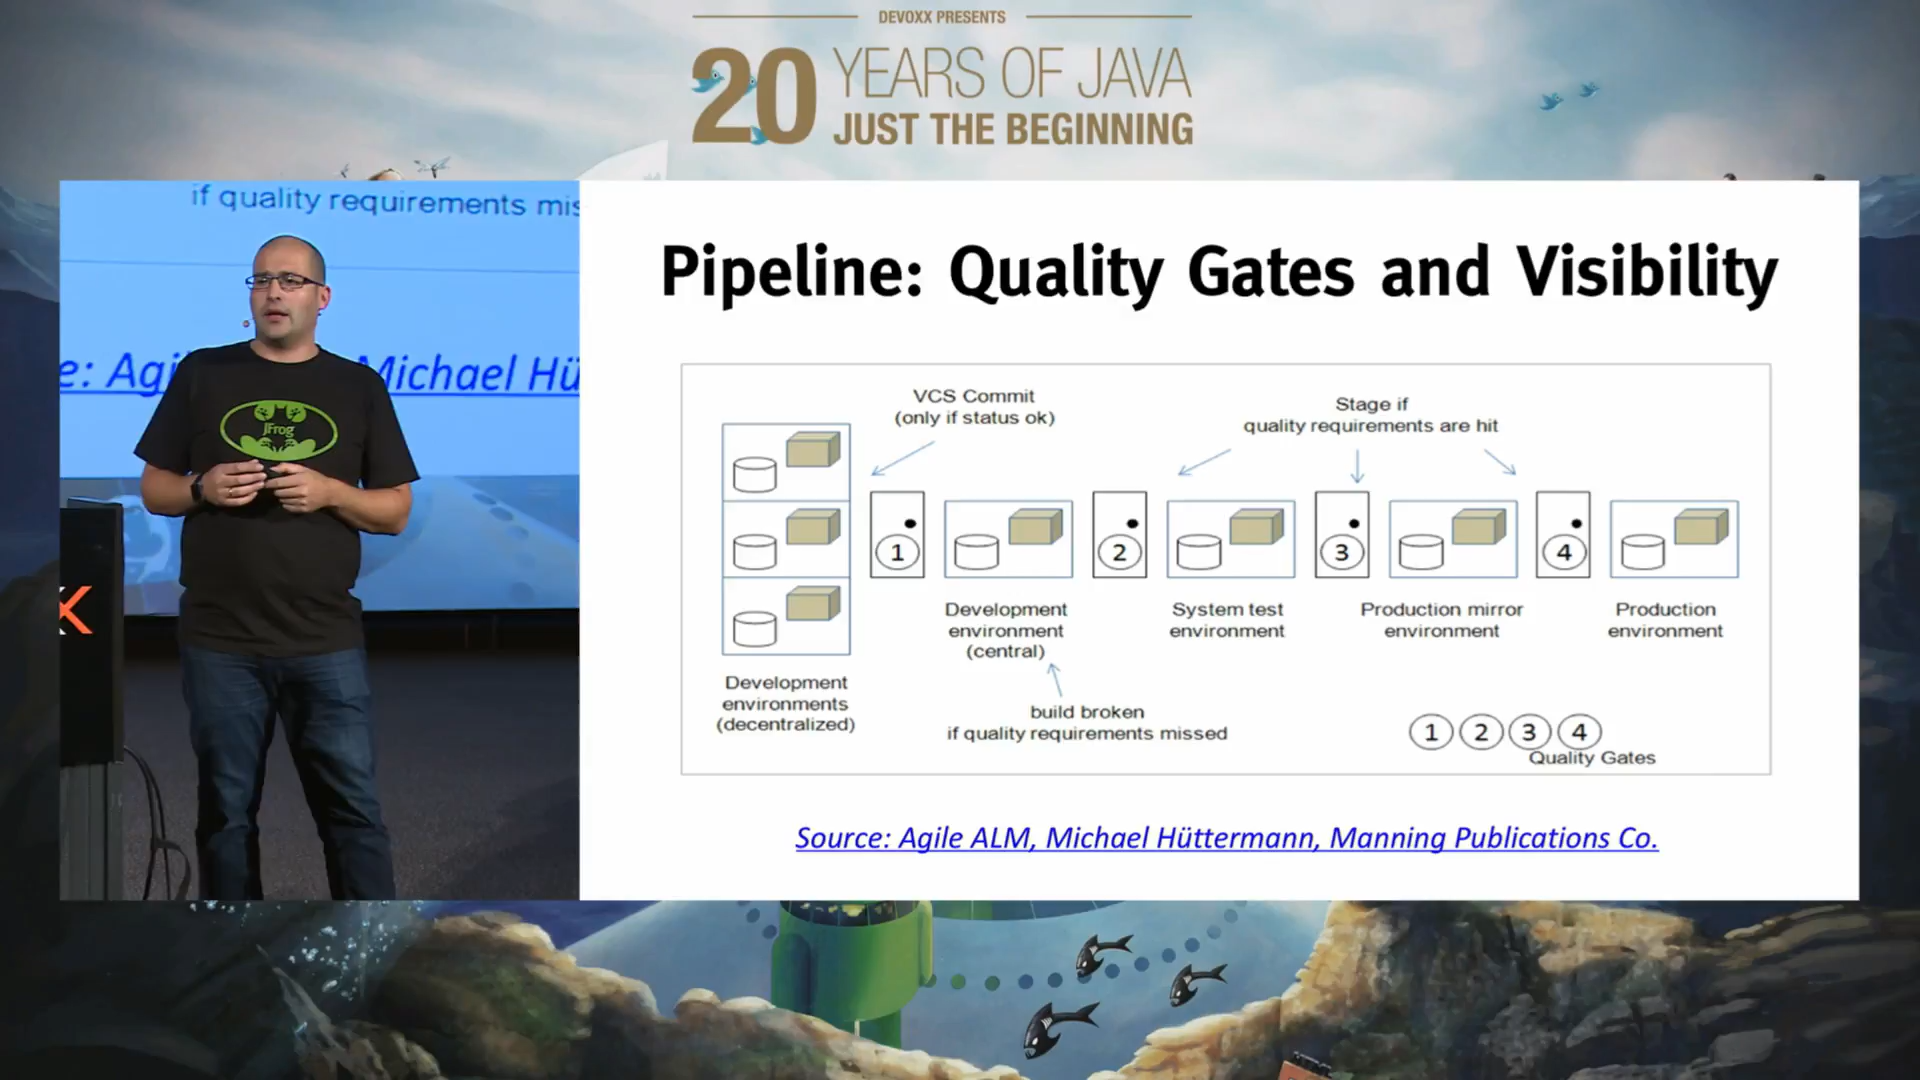 DEVOXX PRESENTS
20 YEARS OF JAVA
JUST THE BEGINNING
if quality requirements mis
e: Agi Michael Hü
JFrog
X
Pipeline: Quality Gates and Visibility
VCS Commit
(only if status ok)
Stage if
quality requirements are hit
1
2
3
4
Development
environments
(decentralized)
Development
environment
(central)
System test
environment
Production mirror
environment
Production
environment
build broken
if quality requirements missed
1 2 3 4
Quality Gates
Source: Agile ALM, Michael Hüttermann, Manning Publications Co.